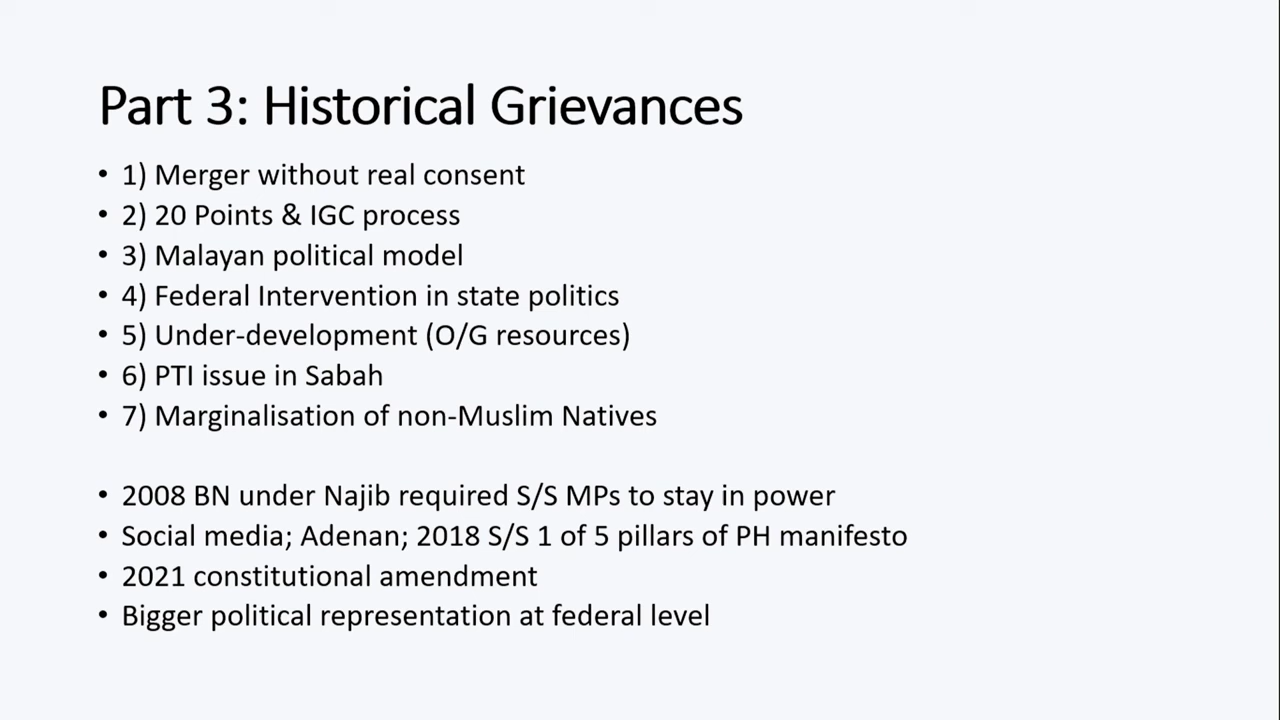 Part 3: Historical Grievances
• 1) Merger without real consent
• 2) 20 Points & IGC process
• 3) Malayan political model
• 4) Federal Intervention in state politics
• 5) Under-development (O/G resources)
• 6) PTI issue in Sabah
• 7) Marginalisation of non-Muslim Natives
• 2008 BN under Najib required S/S MPs to stay in power
• Social media; Adenan; 2018 S/S 1 of 5 pillars of PH manifesto
• 2021 constitutional amendment
• Bigger political representation at federal level